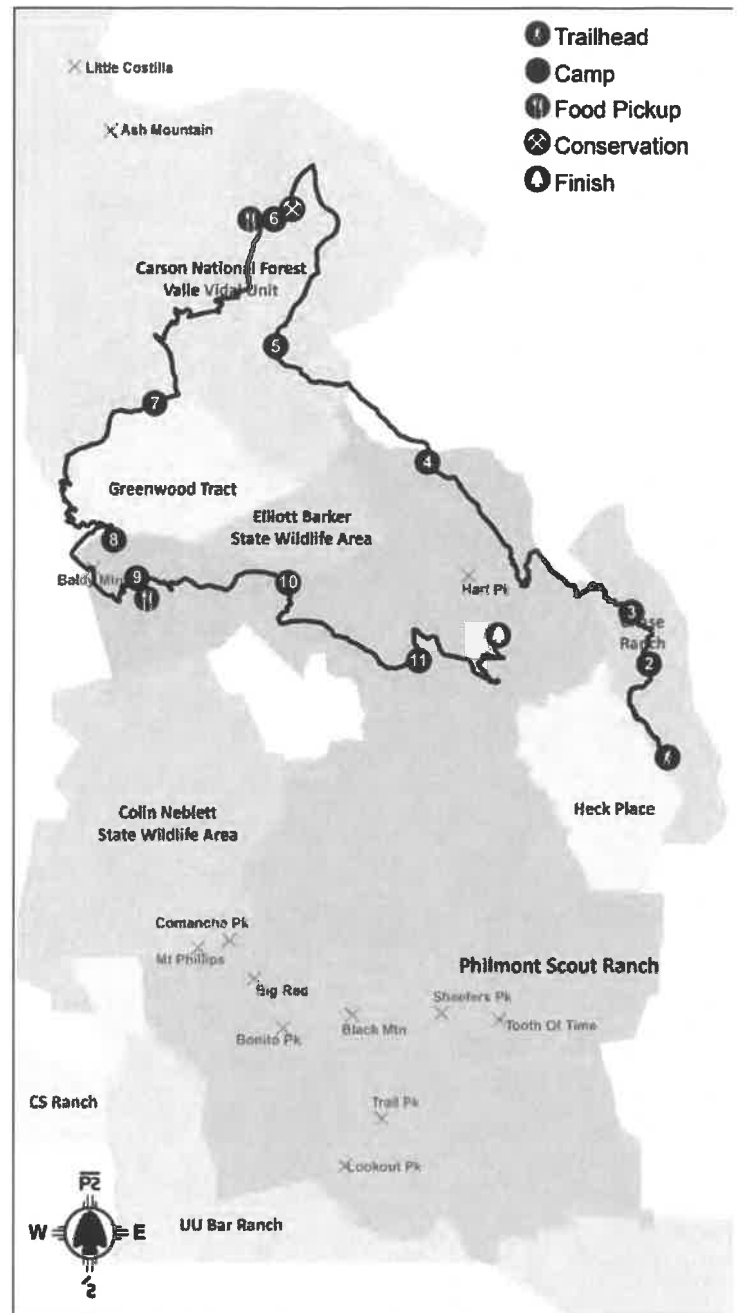 Trailhead
Camp
Food Pickup
Conservation
Finish
Little Costilla
Ash Mountain
6
Carson National Forest
Valle Vidal Unit
5
7
4
Greenwood Tract
Elliott Barker
State Wildlife Area
8
9
10
Hart Pk
3
Ranch
2
11
Heck Place
Colin Neblett
State Wildlife Area
Comanche Pk
Mt Phillips
Big Red
Bonito Pk
Black Mtn
Philmont Scout Ranch
Shaefers Pk
Tooth Of Time
Trail Pk
Lookout Pk
CS Ranch
UU Bar Ranch
W
E